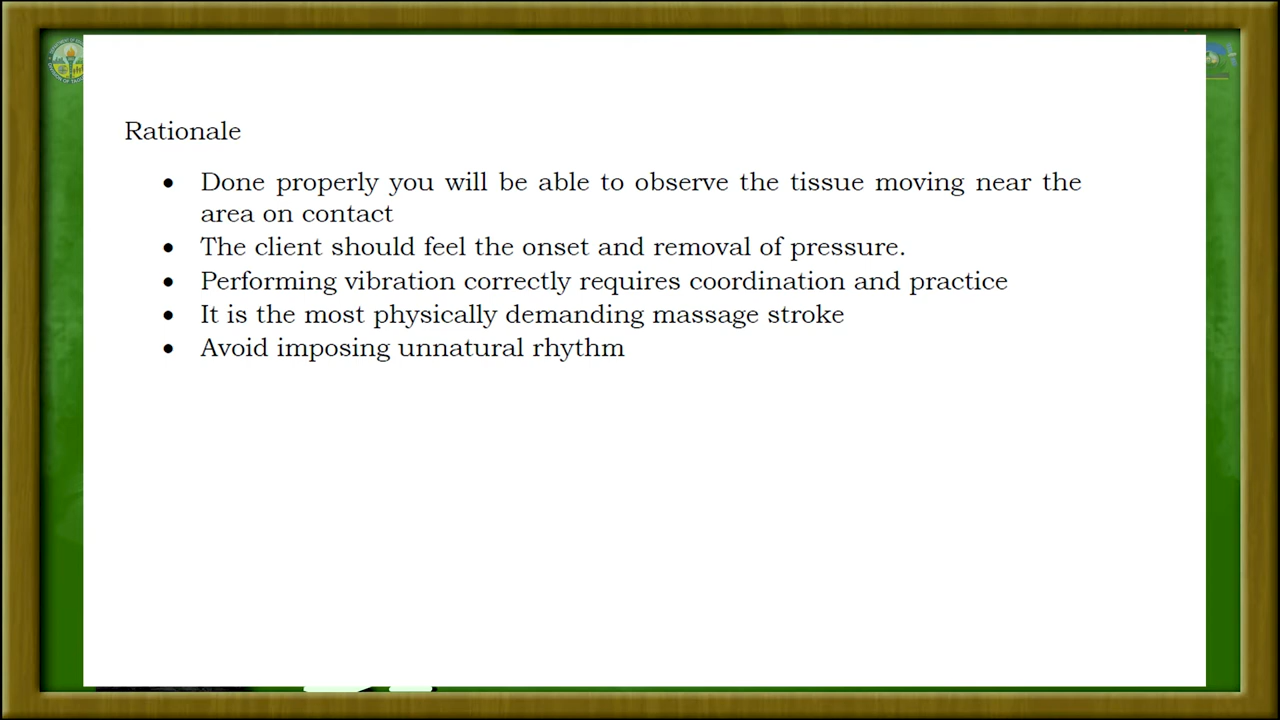 Rationale
• Done properly you will be able to observe the tissue moving near the
area on contact
• The client should feel the onset and removal of pressure.
• Performing vibration correctly requires coordination and practice
• It is the most physically demanding massage stroke
• Avoid imposing unnatural rhythm